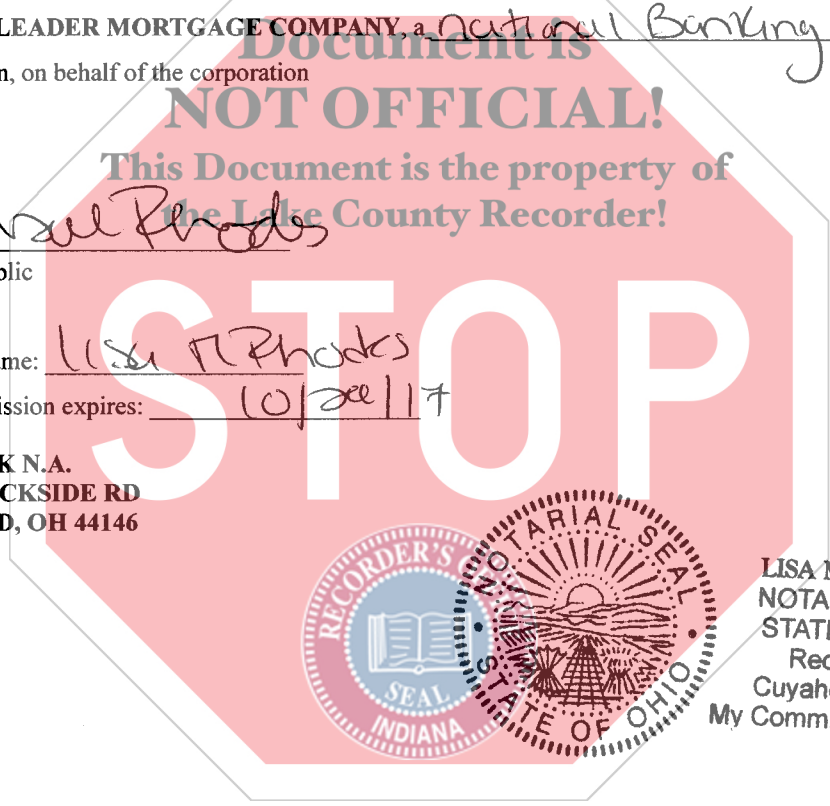 LEADER MORTGAGE COMPANY, a national Banking
n, on behalf of the corporation
Document is
NOT OFFICIAL!
This Document is the property of
the Lake County Recorder!
Rhodes
blic
me: Lisa M Rhodes
ission expires: 10/22/17
STOP
K N.A.
CKSIDE RD
D, OH 44146
RECORDER'S
SEAL
INDIANA
NOTARIAL SEAL
STATE OF OHIO
LISA
NOTA
STAT
Rec
Cuyaho
My Comm